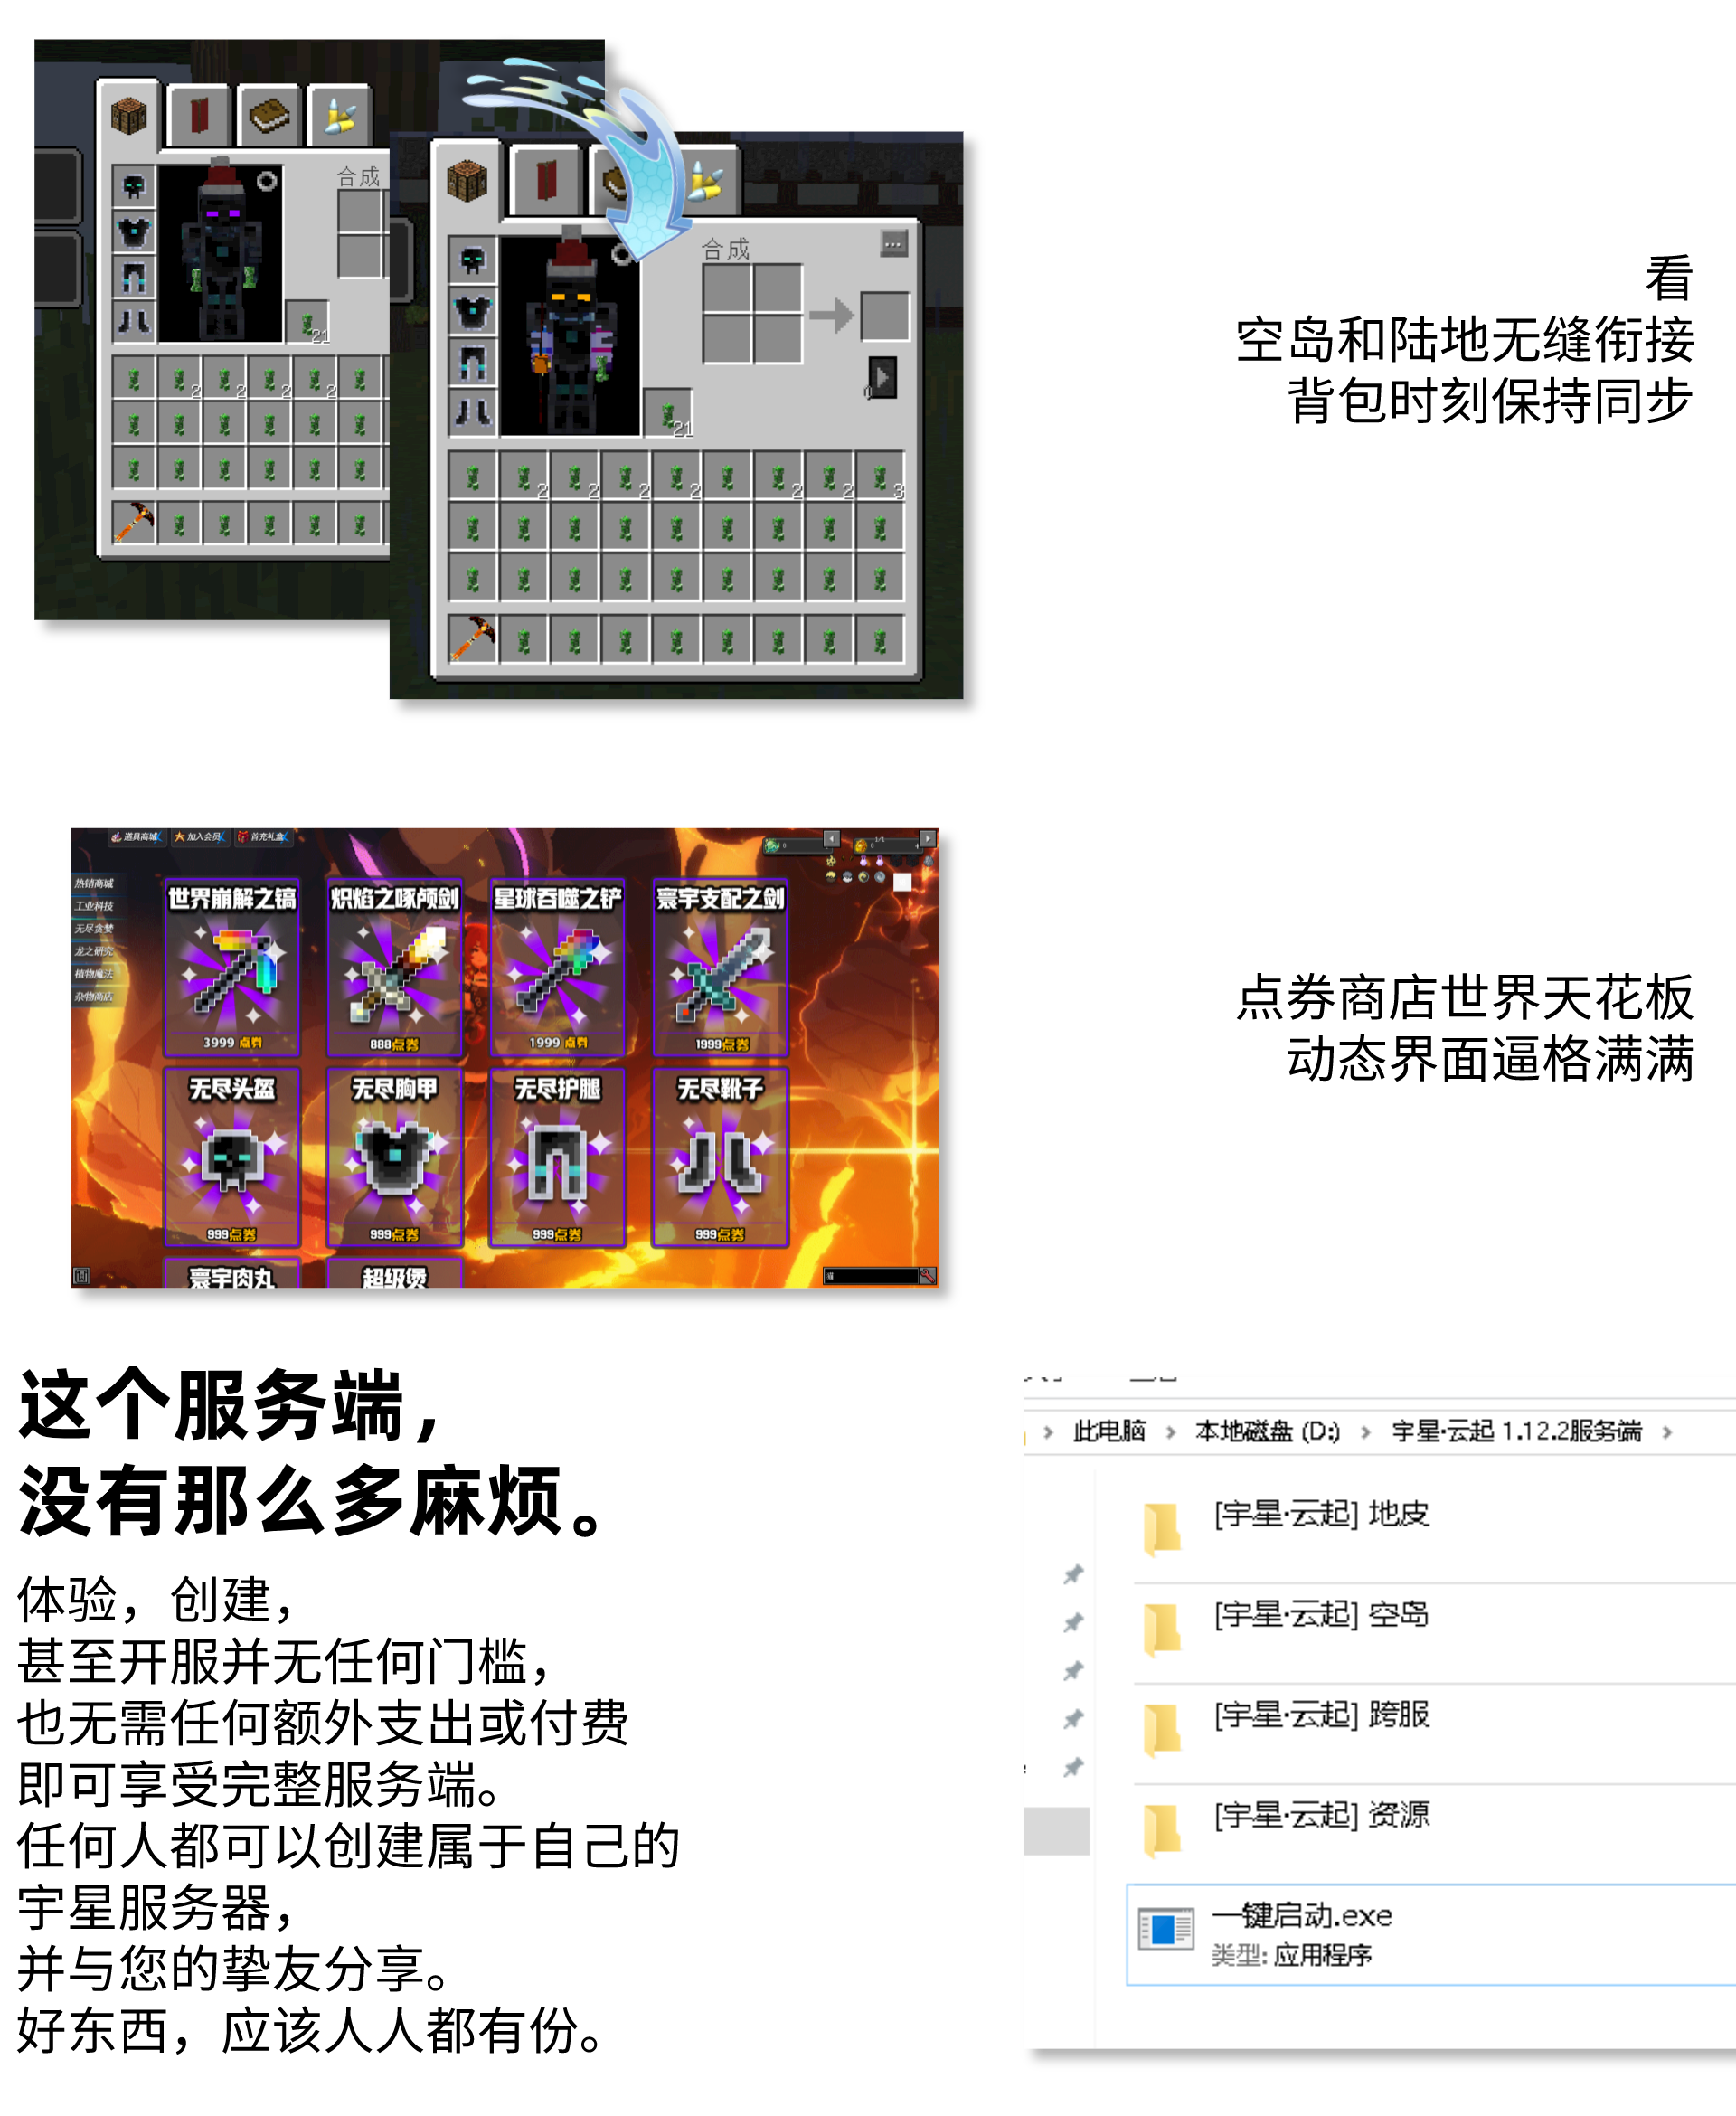 合成
21
2
2
2
2
合成
21
2
2
2
2
2
2
3
看
空岛和陆地无缝衔接
背包时刻保持同步
道具商城
加入会员
首充礼盒
0
1/1
0
热销商城
工业科技
无尽贪婪
龙之研究
植物魔法
杂物商店
世界崩解之镐
炽焰之啄颅剑
星球吞噬之铲
寰宇支配之剑
3999 点券
888点券
1999 点券
1999点券
无尽头盔
无尽胸甲
无尽护腿
无尽靴子
999点券
999点券
999点券
999点券
寰宇肉丸
超级煲
点券商店世界天花板
动态界面逼格满满
这个服务端，
没有那么多麻烦。
体验，创建，
甚至开服并无任何门槛，
也无需任何额外支出或付费
即可享受完整服务端。
任何人都可以创建属于自己的
宇星服务器，
并与您的挚友分享。
好东西，应该人人都有份。
此电脑 > 本地磁盘 (D:) > 宇星·云起 1.12.2服务端 >
[宇星·云起] 地皮
[宇星·云起] 空岛
[宇星·云起] 跨服
[宇星·云起] 资源
一键启动.exe
类型: 应用程序